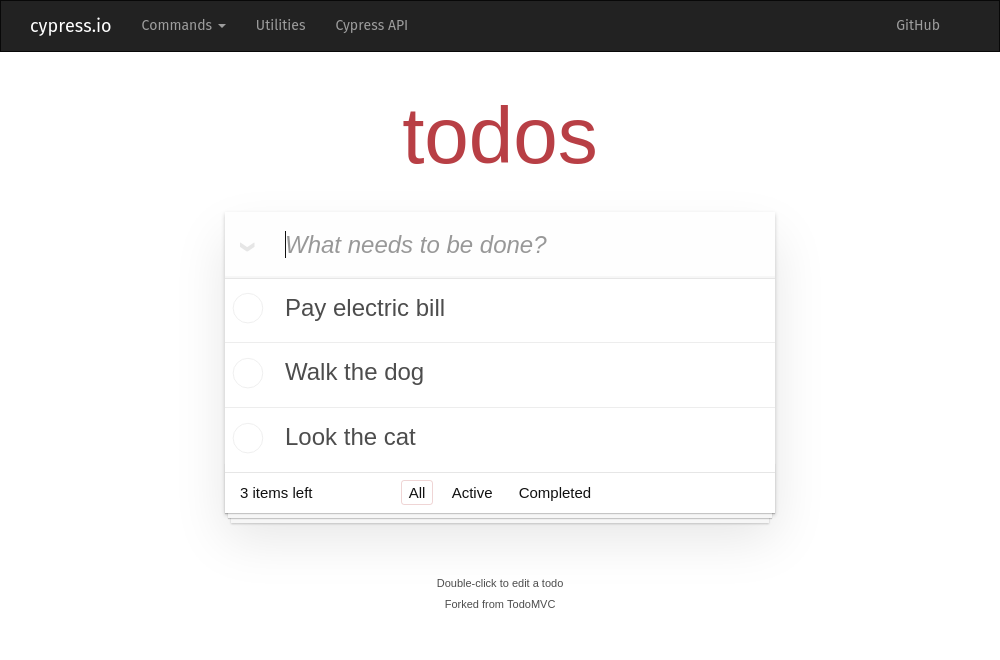 cypress.io Commands Utilities Cypress API GitHub
todos
What needs to be done?
Pay electric bill
Walk the dog
Look the cat
3 items left All Active Completed
Double-click to edit a todo
Forked from TodoMVC